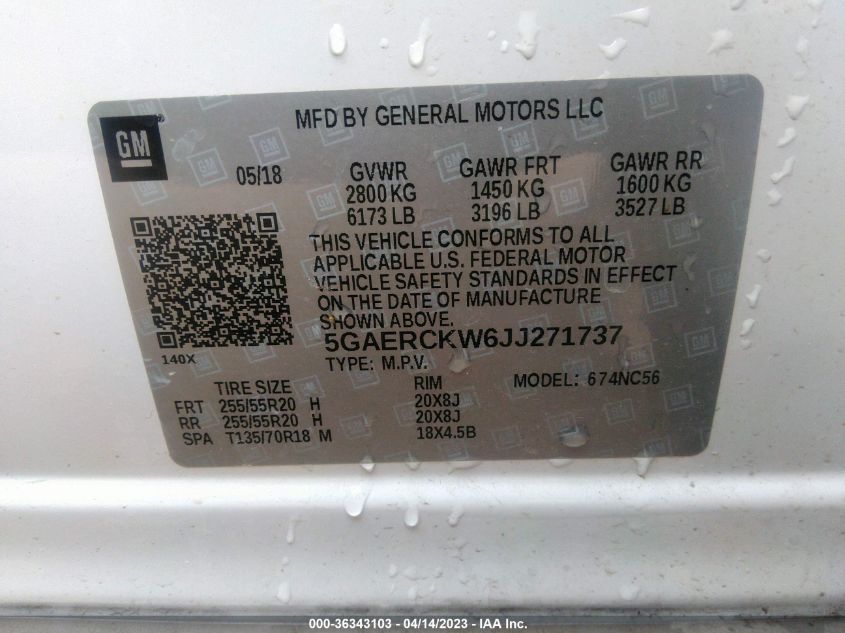 MFD BY GENERAL MOTORS LLC
GM
05/18 GVWR GAWR FRT GAWR RR
2800 KG 1450 KG 1600 KG
6173 LB 3196 LB 3527 LB
THIS VEHICLE CONFORMS TO ALL
APPLICABLE U.S. FEDERAL MOTOR
VEHICLE SAFETY STANDARDS IN EFFECT
ON THE DATE OF MANUFACTURE
SHOWN ABOVE.
5GAERCKW6JJ271737
140X
TYPE: M.P.V.
TIRE SIZE RIM MODEL: 674NC56
FRT 255/55R20 H 20X8J
RR 255/55R20 H 20X8J
SPA T135/70R18 M 18X4.5B
000-36343103 - 04/14/2023 - IAA Inc.